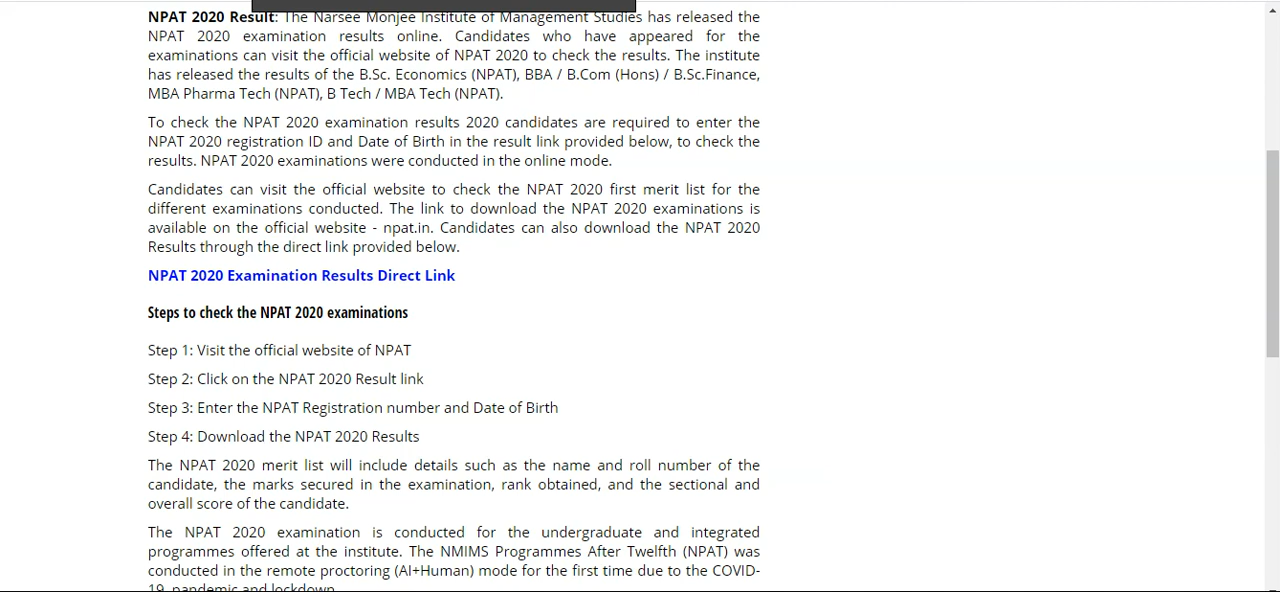 NPAT 2020 Result: The Narsee Monjee Institute of Management Studies has released the
NPAT 2020 examination results online. Candidates who have appeared for the
examinations can visit the official website of NPAT 2020 to check the results. The institute
has released the results of the B.Sc. Economics (NPAT), BBA / B.Com (Hons) / B.Sc.Finance,
MBA Pharma Tech (NPAT), B Tech / MBA Tech (NPAT).
To check the NPAT 2020 examination results 2020 candidates are required to enter the
NPAT 2020 registration ID and Date of Birth in the result link provided below, to check the
results. NPAT 2020 examinations were conducted in the online mode.
Candidates can visit the official website to check the NPAT 2020 first merit list for the
different examinations conducted. The link to download the NPAT 2020 examinations is
available on the official website - npat.in. Candidates can also download the NPAT 2020
Results through the direct link provided below.
NPAT 2020 Examination Results Direct Link
Steps to check the NPAT 2020 examinations
Step 1: Visit the official website of NPAT
Step 2: Click on the NPAT 2020 Result link
Step 3: Enter the NPAT Registration number and Date of Birth
Step 4: Download the NPAT 2020 Results
The NPAT 2020 merit list will include details such as the name and roll number of the
candidate, the marks secured in the examination, rank obtained, and the sectional and
overall score of the candidate.
The NPAT 2020 examination is conducted for the undergraduate and integrated
programmes offered at the institute. The NMIMS Programmes After Twelfth (NPAT) was
conducted in the remote proctoring (AI+Human) mode for the first time due to the COVID-
19 pandemic and lockdown